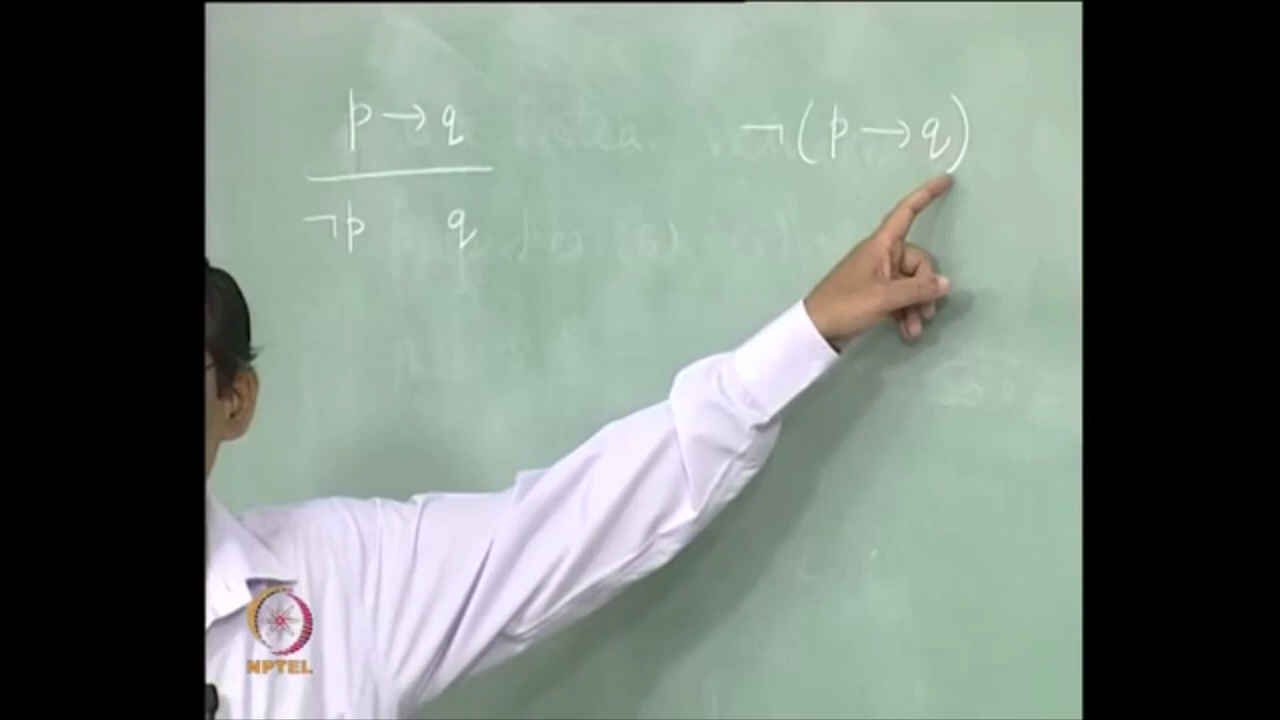 p → q
¬p q
¬(p → q)
NPTEL